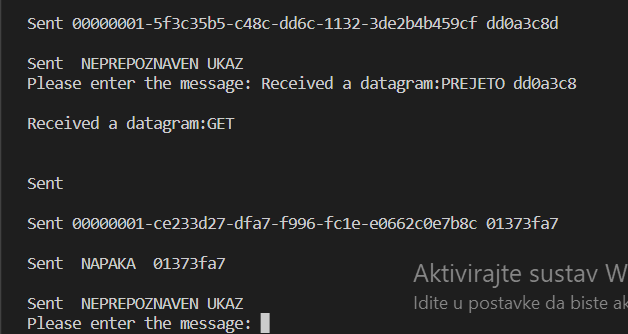 Sent 00000001-5f3c35b5-c48c-dd6c-1132-3de2b4b459cf dd0a3c8d
Sent  NEPREPOZNAVEN UKAZ
Please enter the message: Received a datagram:PREJETO dd0a3c8
Received a datagram:GET
Sent
Sent 00000001-ce233d27-dfa7-f996-fc1e-e0662c0e7b8c 01373fa7
Sent  NAPAKA  01373fa7
Sent  NEPREPOZNAVEN UKAZ
Please enter the message:
Aktivirajte sustav W
Idite u postavke da biste ak